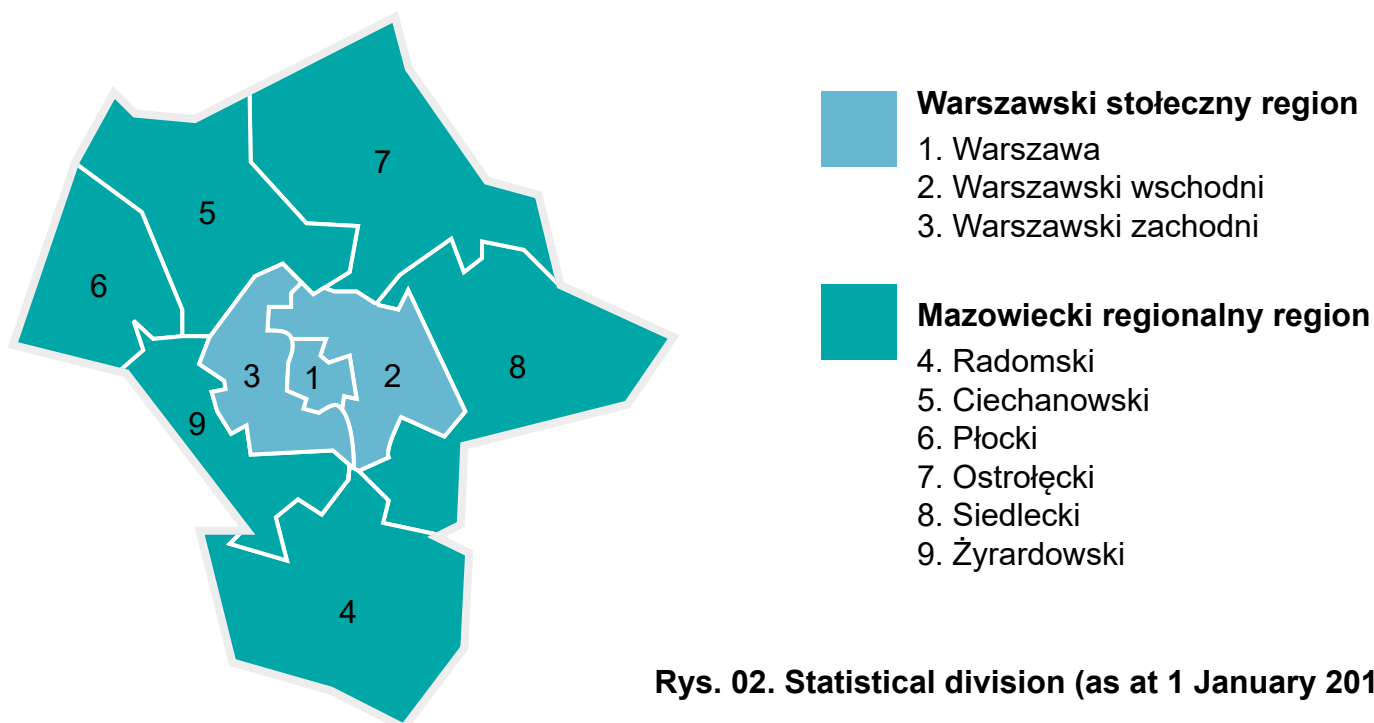 7
5
6
3
1
2
8
9
4
Warszawski stołeczny region
1. Warszawa
2. Warszawski wschodni
3. Warszawski zachodni
Mazowiecki regionalny region
4. Radomski
5. Ciechanowski
6. Płocki
7. Ostrołęcki
8. Siedlecki
9. Żyrardowski
Rys. 02. Statistical division (as at 1 January 201